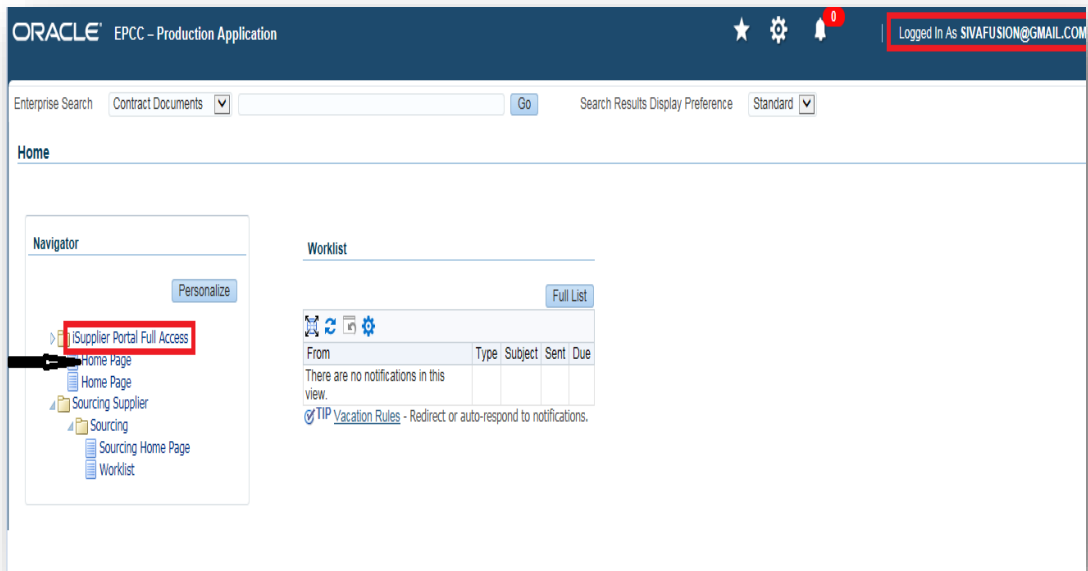 ORACLE® EPCC – Production Application
0
Logged In As SIVAFUSION@GMAIL.COM
Enterprise Search Contract Documents Go Search Results Display Preference Standard
Home
Navigator
Personalize
iSupplier Portal Full Access
Home Page
Home Page
Sourcing Supplier
Sourcing
Sourcing Home Page
Worklist
Worklist
Full List
From Type Subject Sent Due
There are no notifications in this
view.
TIP Vacation Rules - Redirect or auto-respond to notifications.